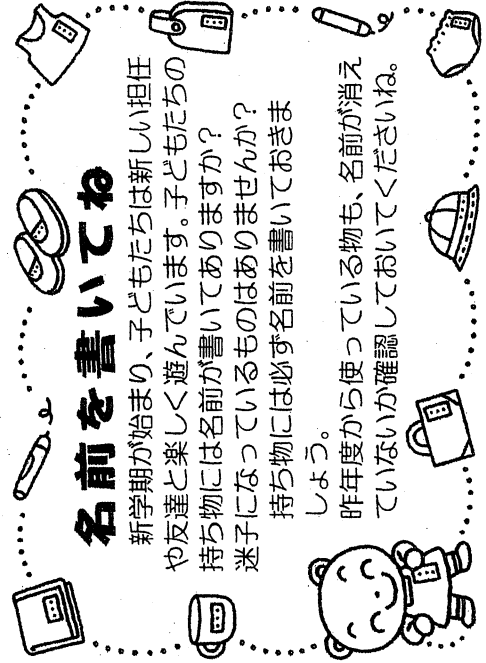 名前を書いてね
新学期が始まり、子どもたちは新しい担任
や友達と楽しく遊んでいます。子どもたちの
持ち物には名前が書いてありますか？
迷子になっているものはありませんか？
持ち物には必ず名前を書いておきま
しょう。
昨年度から使っている物も、名前が消え
ていないか確認しておいてくださいね。